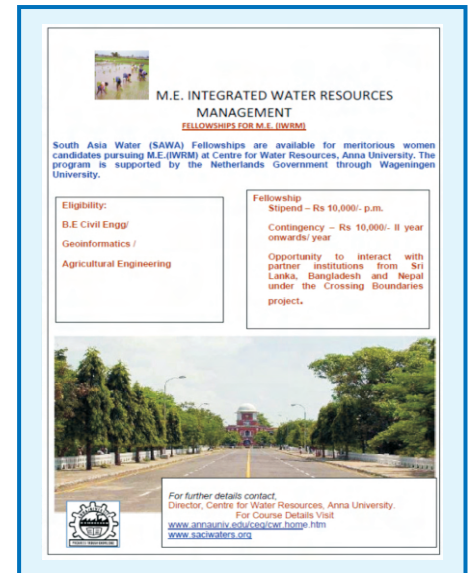 M.E. INTEGRATED WATER RESOURCES
MANAGEMENT
FELLOWSHIPS FOR M.E. (IWRM)
South Asia Water (SAWA) Fellowships are available for meritorious women
candidates pursuing M.E.(IWRM) at Centre for Water Resources, Anna University. The
program is supported by the Netherlands Government through Wageningen
University.
Eligibility:
B.E Civil Engg/
Geoinformatics /
Agricultural Engineering
Fellowship
Stipend – Rs 10,000/- p.m.
Contingency – Rs 10,000/- II year
onwards/ year
Opportunity to interact with
partner institutions from Sri
Lanka, Bangladesh and Nepal
under the Crossing Boundaries
project.
For further details contact,
Director, Centre for Water Resources, Anna University.
For Course Details Visit
www.annauniv.edu/ceg/cwr.home.htm
www.saciwaters.org